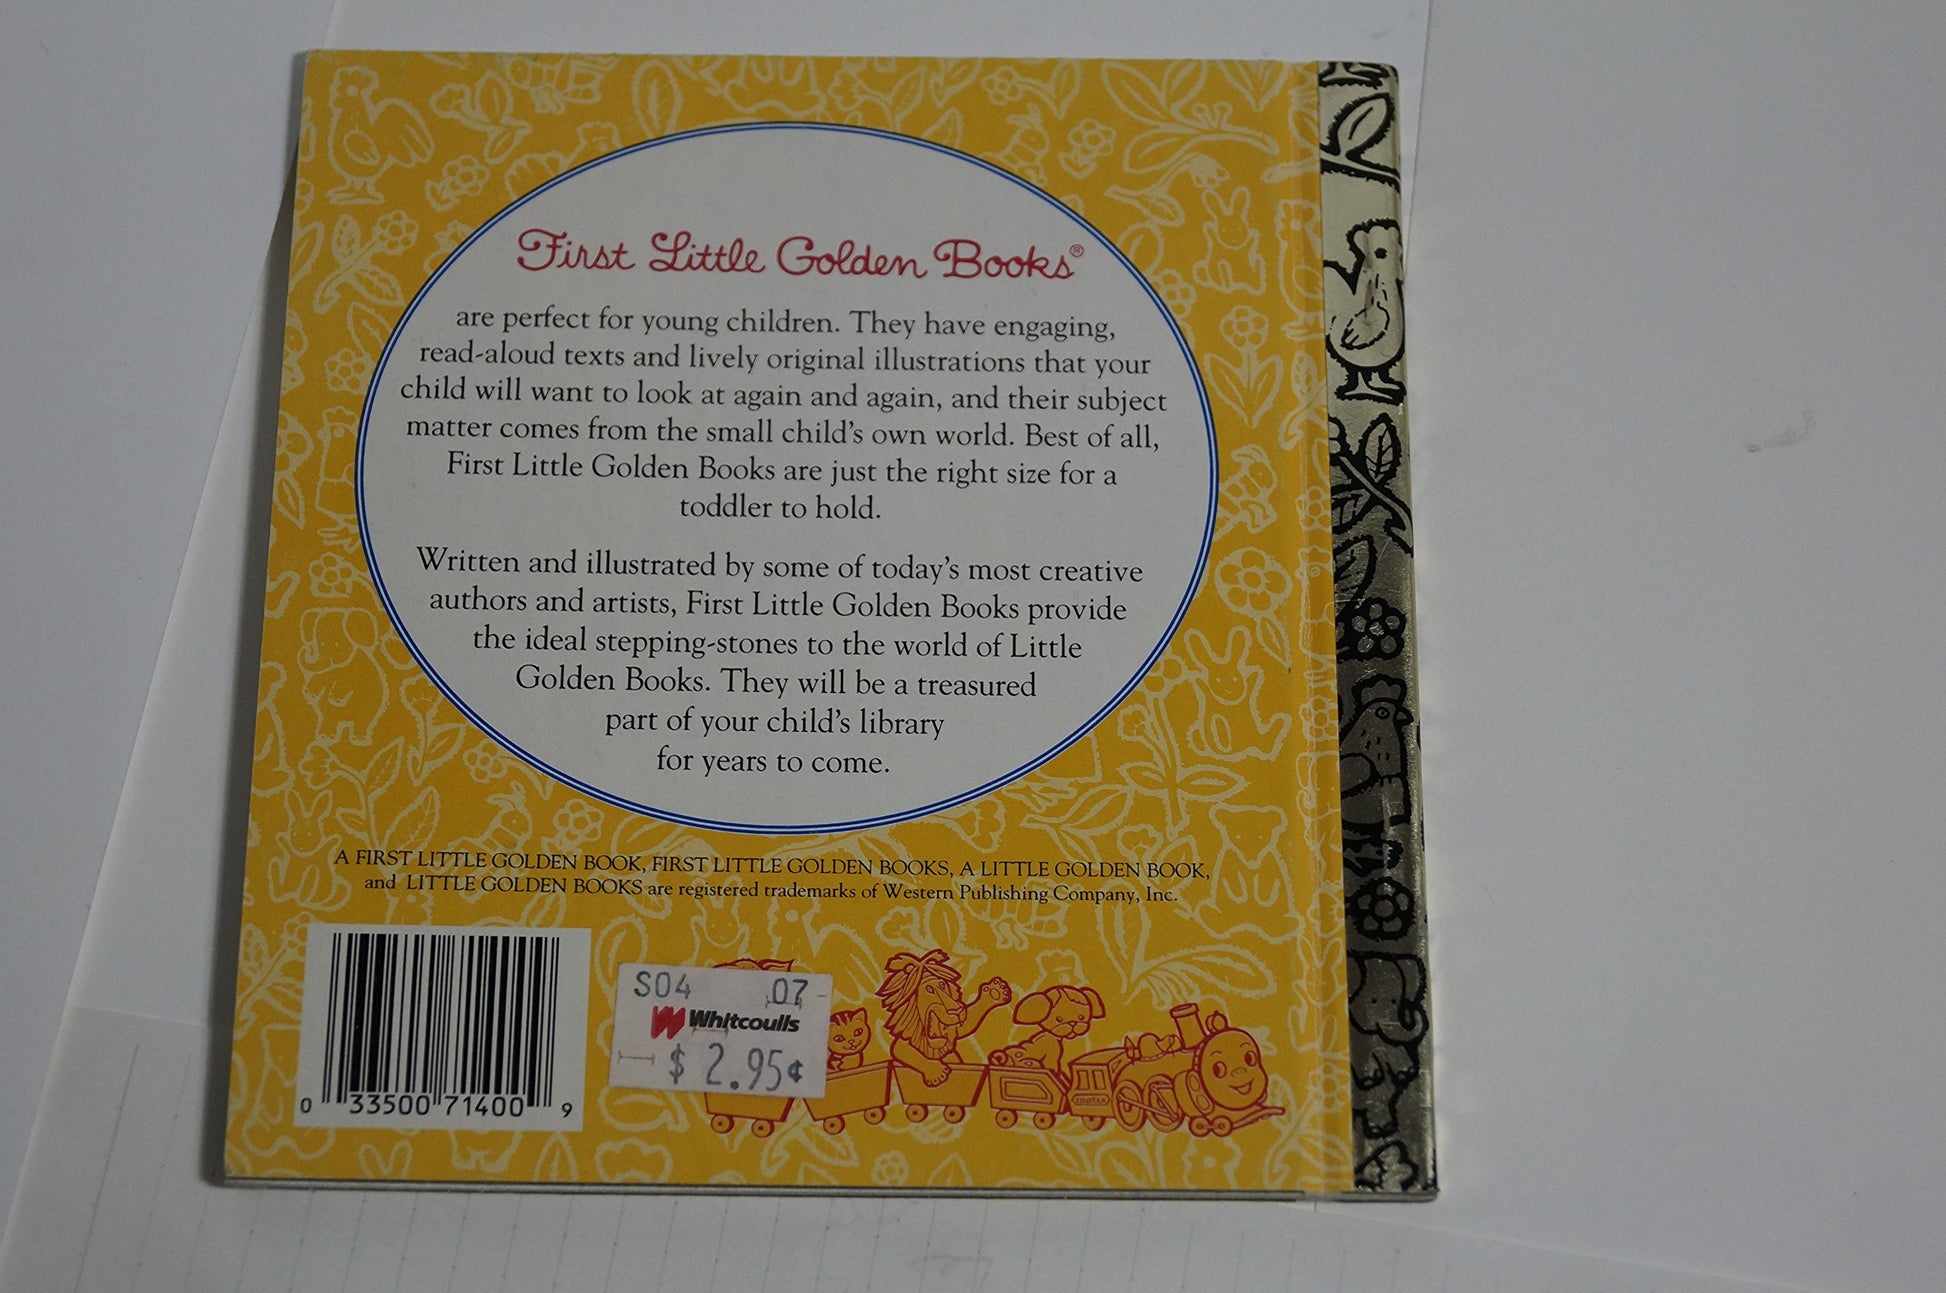 First Little Golden Books®
are perfect for young children. They have engaging,
read-aloud texts and lively original illustrations that your
child will want to look at again and again, and their subject
matter comes from the small child's own world. Best of all,
First Little Golden Books are just the right size for a
toddler to hold.
Written and illustrated by some of today's most creative
authors and artists, First Little Golden Books provide
the ideal stepping-stones to the world of Little
Golden Books. They will be a treasured
part of your child's library
for years to come.
A FIRST LITTLE GOLDEN BOOK, FIRST LITTLE GOLDEN BOOKS, A LITTLE GOLDEN BOOK,
and LITTLE GOLDEN BOOKS are registered trademarks of Western Publishing Company, Inc.
0 33500 71400 9
S04 07
Whitcoulls
$ 2.95¢
TOOTLE